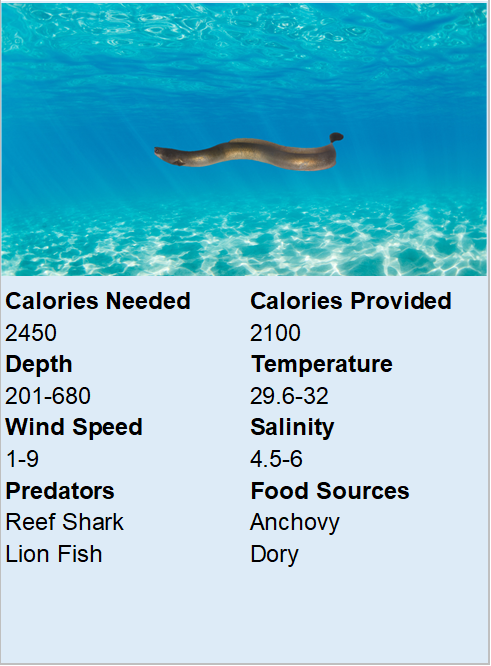 Calories Needed Calories Provided
2450 2100
Depth Temperature
201-680 29.6-32
Wind Speed Salinity
1-9 4.5-6
Predators Food Sources
Reef Shark Anchovy
Lion Fish Dory